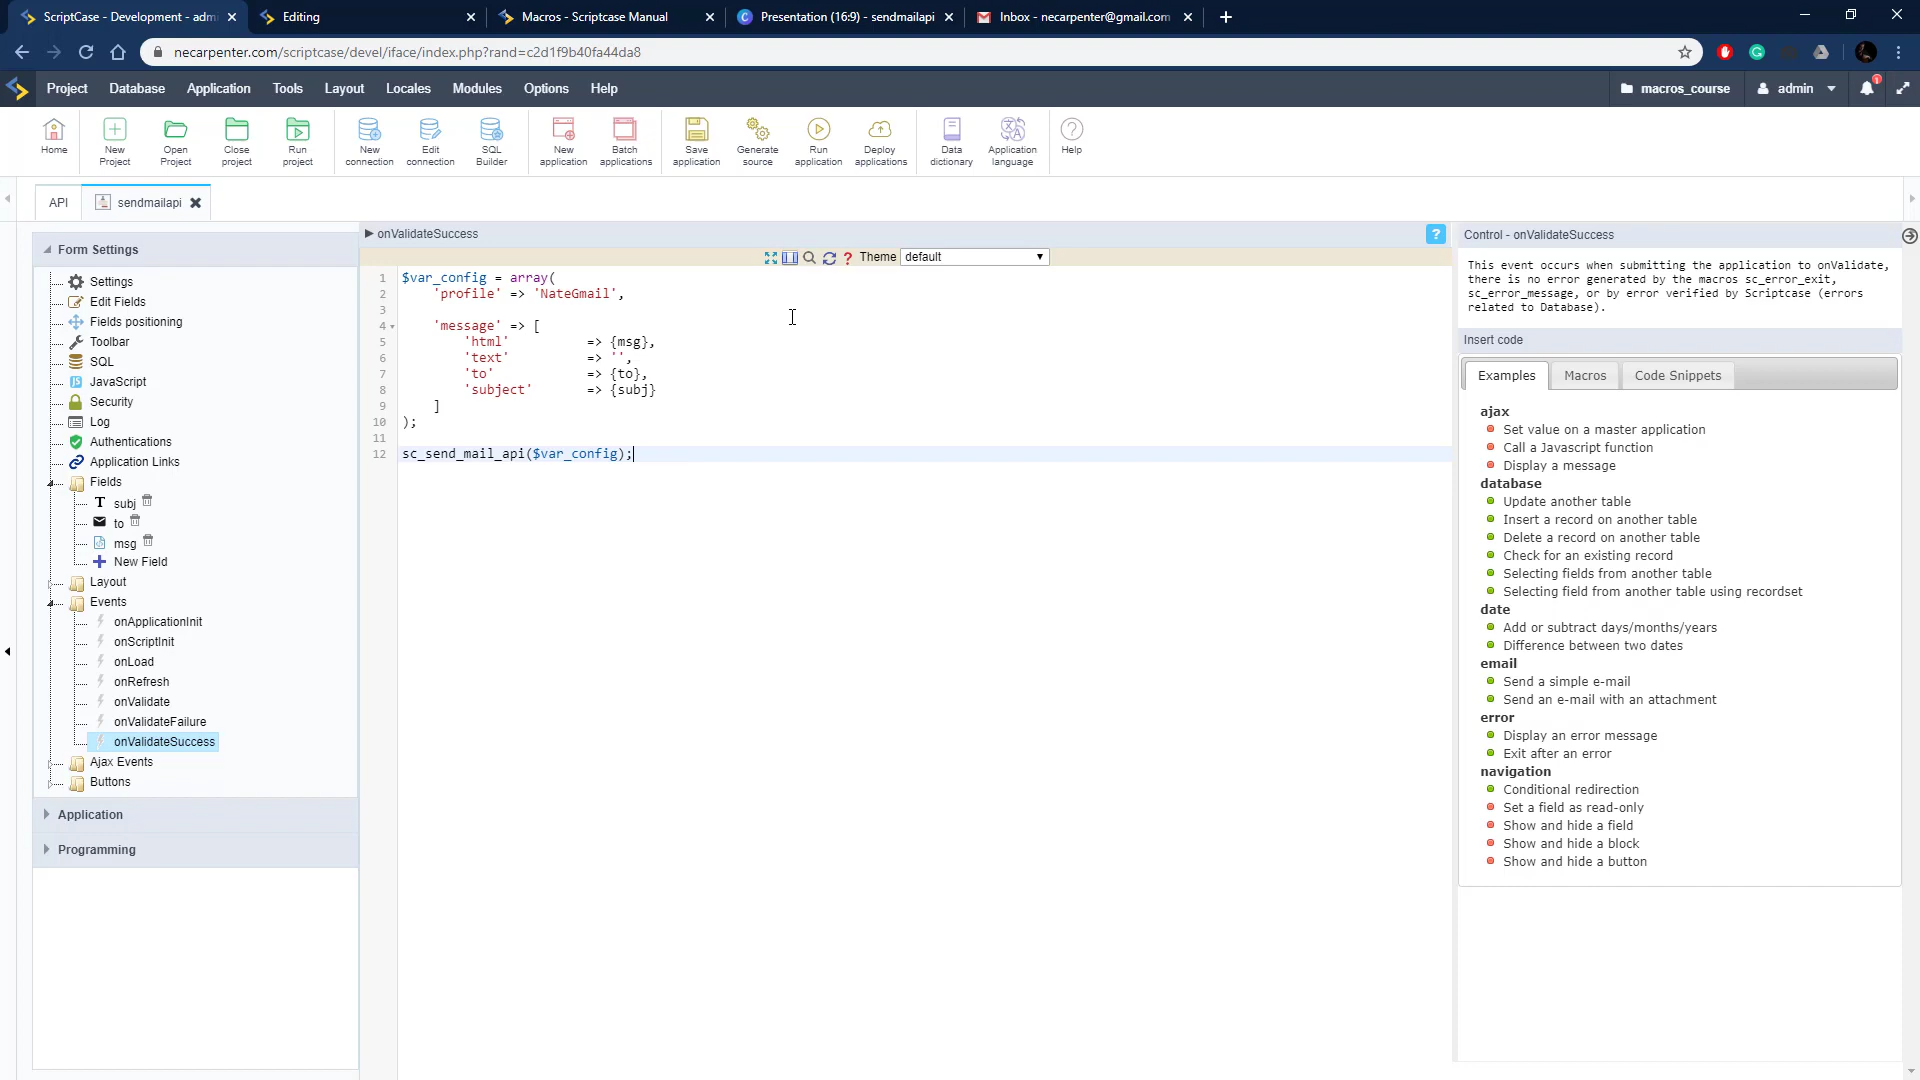 ScriptCase - Development - admi
Editing
Macros - Scriptcase Manual
Presentation (16:9) - sendmailapi
Inbox - necarpenter@gmail.com
necarpenter.com/scriptcase/devel/iface/index.php?rand=c2d1f9b40fa44da8
Project
Database
Application
Tools
Layout
Locales
Modules
Options
Help
macros_course
admin
1
Home
New Project
Open Project
Close project
Run project
New connection
Edit connection
SQL Builder
New application
Batch applications
Save application
Generate source
Run application
Deploy applications
Data dictionary
Application language
Help
API
sendmailapi
Form Settings
Settings
Edit Fields
Fields positioning
Toolbar
SQL
JavaScript
Security
Log
Authentications
Application Links
Fields
subj
to
msg
New Field
Layout
Events
onApplicationInit
onScriptInit
onLoad
onRefresh
onValidate
onValidateFailure
onValidateSuccess
Ajax Events
Buttons
Application
Programming
onValidateSuccess
Theme default
1 $var_config = array(
2 'profile' => 'NateGmail',
3
4 'message' => [
5 'html' => {msg},
6 'text' => '',
7 'to' => {to},
8 'subject' => {subj}
9 ]
10 );
11
12 sc_send_mail_api($var_config);
Control - onValidateSuccess
This event occurs when submitting the application to onValidate,
there is no error generated by the macros sc_error_exit,
sc_error_message, or by error verified by Scriptcase (errors
related to Database).
Insert code
Examples
Macros
Code Snippets
ajax
Set value on a master application
Call a Javascript function
Display a message
database
Update another table
Insert a record on another table
Delete a record on another table
Check for an existing record
Selecting fields from another table
Selecting field from another table using recordset
date
Add or subtract days/months/years
Difference between two dates
email
Send a simple e-mail
Send an e-mail with an attachment
error
Display an error message
Exit after an error
navigation
Conditional redirection
Set a field as read-only
Show and hide a field
Show and hide a block
Show and hide a button